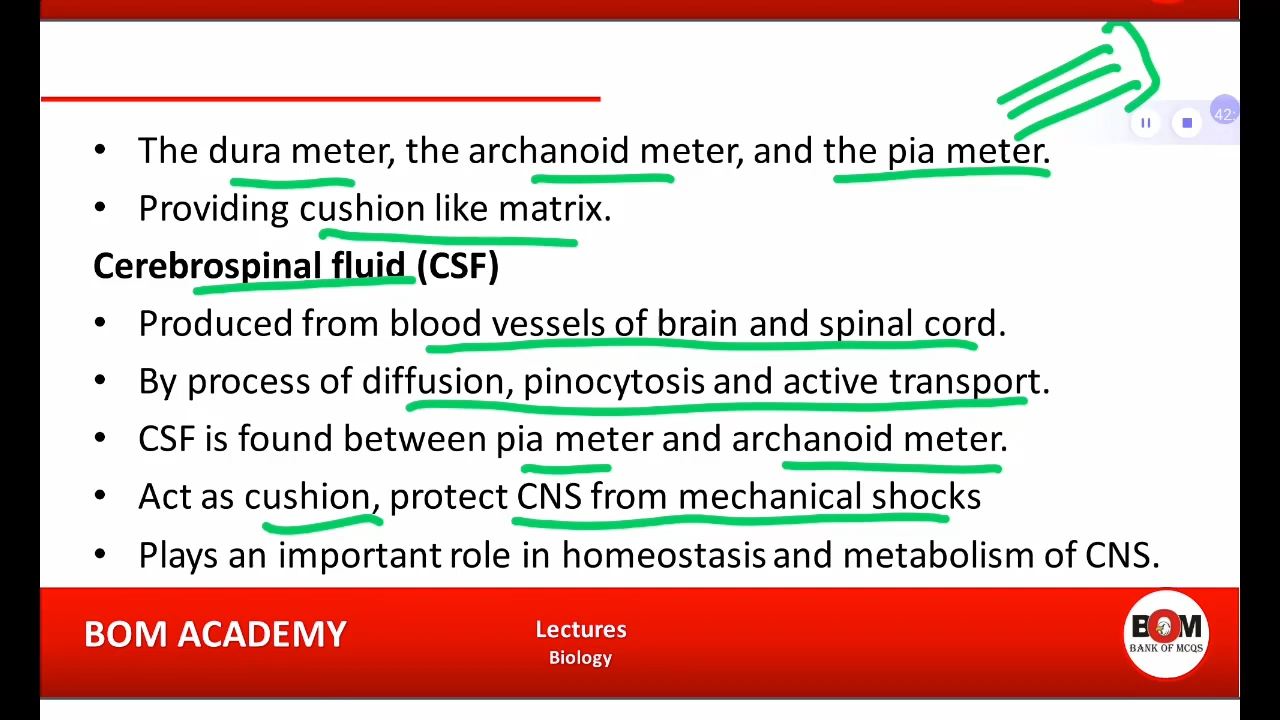 42:
• The dura meter, the archanoid meter, and the pia meter.
• Providing cushion like matrix.
Cerebrospinal fluid (CSF)
• Produced from blood vessels of brain and spinal cord.
• By process of diffusion, pinocytosis and active transport.
• CSF is found between pia meter and archanoid meter.
• Act as cushion, protect CNS from mechanical shocks
• Plays an important role in homeostasis and metabolism of CNS.
BOM ACADEMY
Lectures
Biology
BOM
BANK OF MCQS